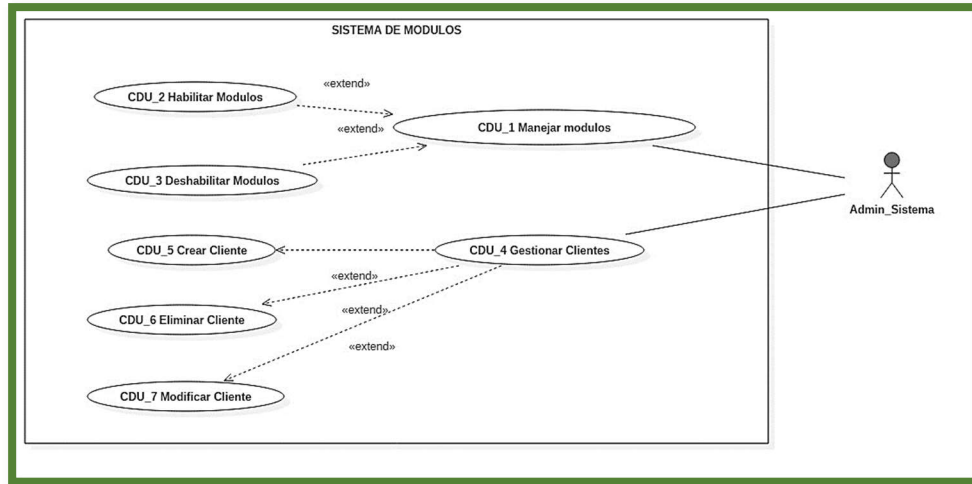 SISTEMA DE MODULOS
«extend»
CDU_2 Habilitar Modulos
«extend»
CDU_1 Manejar modulos
CDU_3 Deshabilitar Modulos
Admin_Sistema
CDU_5 Crear Cliente
CDU_4 Gestionar Clientes
«extend»
«extend»
CDU_6 Eliminar Cliente
«extend»
CDU_7 Modificar Cliente